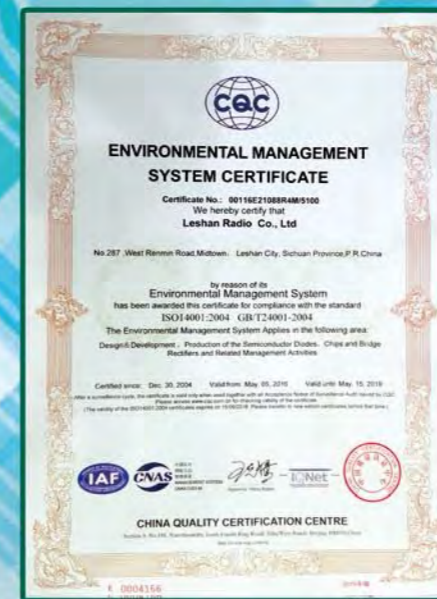 CQC
ENVIRONMENTAL MANAGEMENT
SYSTEM CERTIFICATE
Certificate No.: 00116E21088R4M/5100
We hereby certify that
Leshan Radio Co., Ltd
No.287 ,West Renmin Road,Midtown, Leshan City, Sichuan Province,P.R.China
by reason of its
Environmental Management System
has been awarded this certificate for compliance with the standard
ISO14001:2004 GB/T24001-2004
The Environmental Management System Applies in the following area:
Design& Development , Production of the Semiconductor Diodes, Chips and Bridge
Rectifiers and Related Management Activities
Certified since: Dec. 30, 2004 Valid from: May. 05, 2016 Valid until: May. 15, 2019
IAF CNAS IQNet
CHINA QUALITY CERTIFICATION CENTRE
0004166